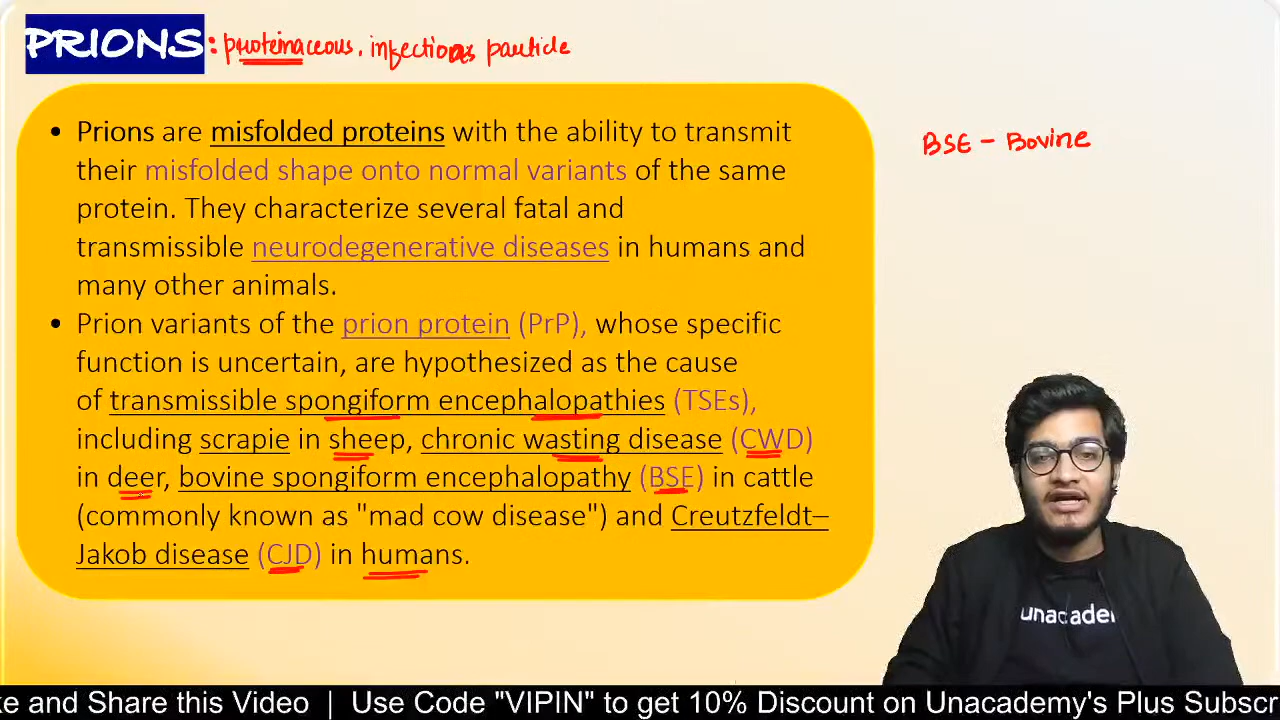 PRIONS : proteinaceous, infectious particle
• Prions are misfolded proteins with the ability to transmit
their misfolded shape onto normal variants of the same
protein. They characterize several fatal and
transmissible neurodegenerative diseases in humans and
many other animals.
• Prion variants of the prion protein (PrP), whose specific
function is uncertain, are hypothesized as the cause
of transmissible spongiform encephalopathies (TSEs),
including scrapie in sheep, chronic wasting disease (CWD)
in deer, bovine spongiform encephalopathy (BSE) in cattle
(commonly known as "mad cow disease") and Creutzfeldt–
Jakob disease (CJD) in humans.
BSE - Bovine
unacadem
ke and Share this Video | Use Code "VIPIN" to get 10% Discount on Unacademy's Plus Subscr